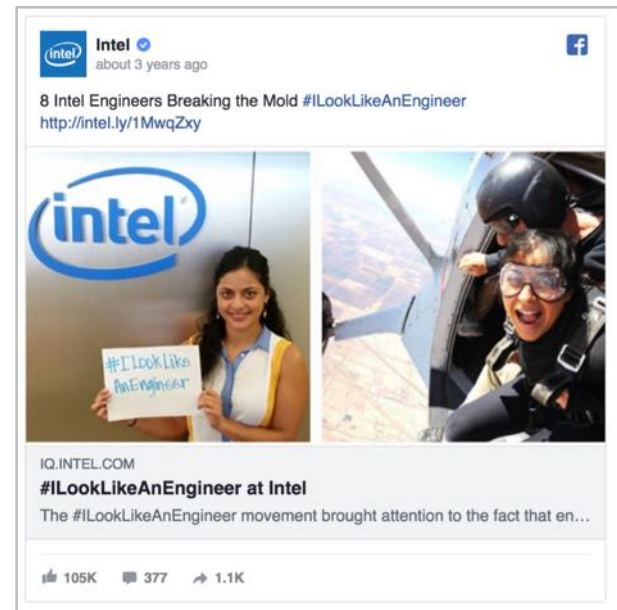 intel
Intel
about 3 years ago
8 Intel Engineers Breaking the Mold #ILookLikeAnEngineer
http://intel.ly/1MwqZxy
intel
#ILookLike
AnEngineer
IQ.INTEL.COM
#ILookLikeAnEngineer at Intel
The #ILookLikeAnEngineer movement brought attention to the fact that en...
105K 377 1.1K